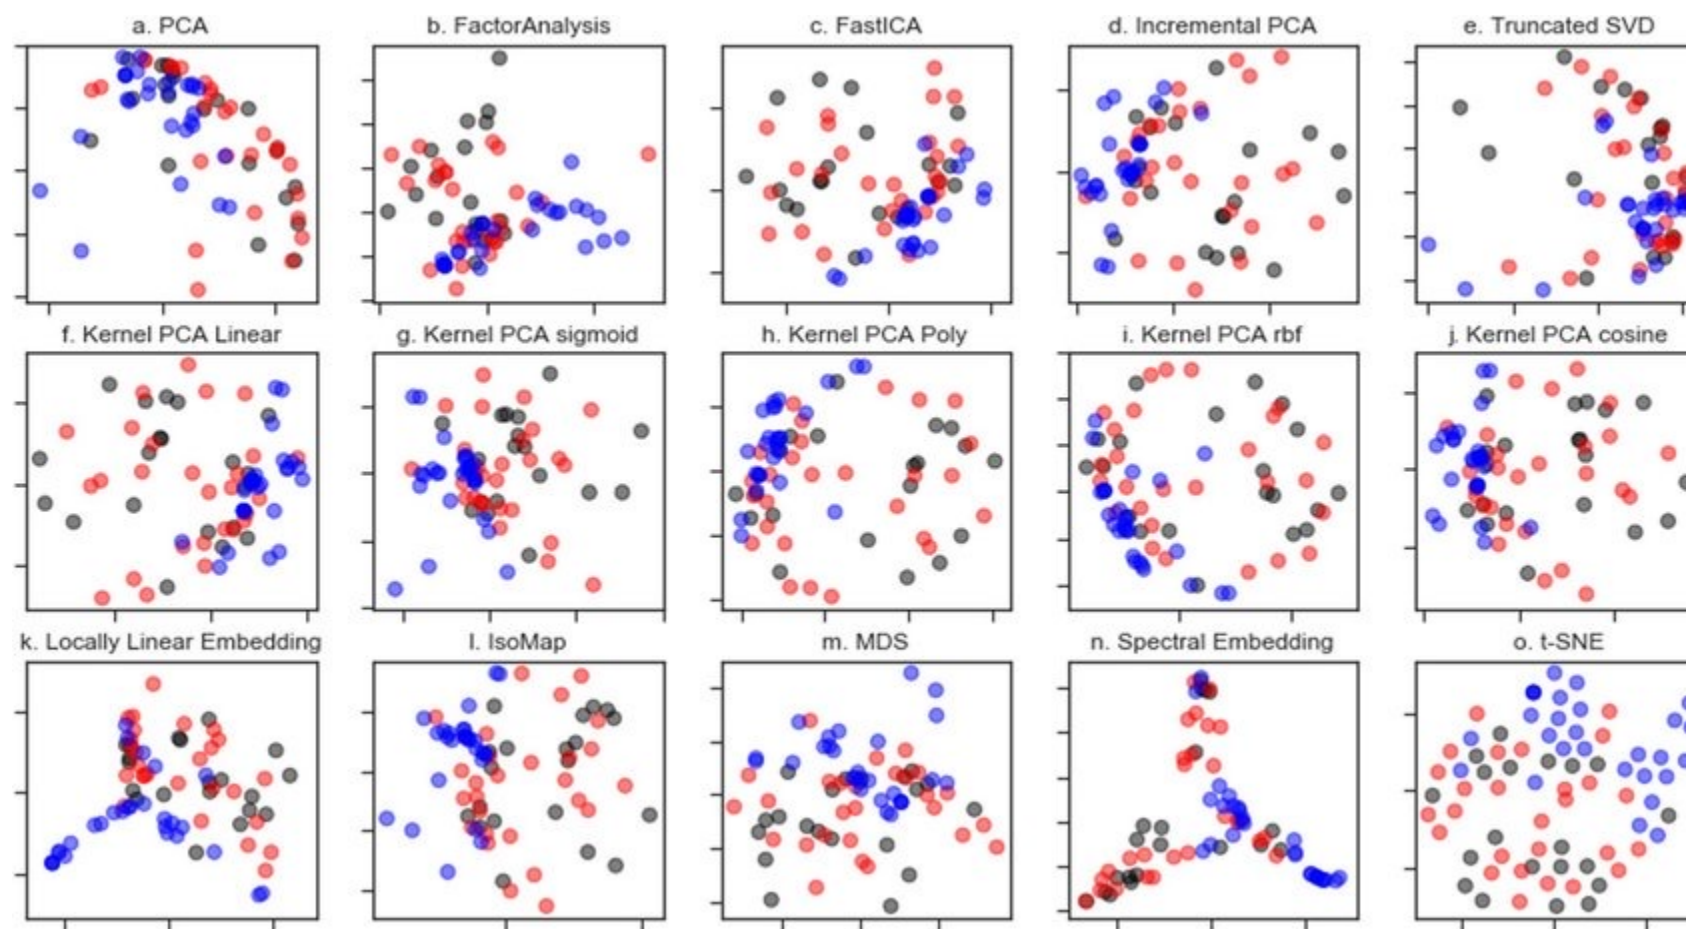 a. PCA
b. FactorAnalysis
c. FastICA
d. Incremental PCA
e. Truncated SVD
f. Kernel PCA Linear
g. Kernel PCA sigmoid
h. Kernel PCA Poly
i. Kernel PCA rbf
j. Kernel PCA cosine
k. Locally Linear Embedding
l. IsoMap
m. MDS
n. Spectral Embedding
o. t-SNE